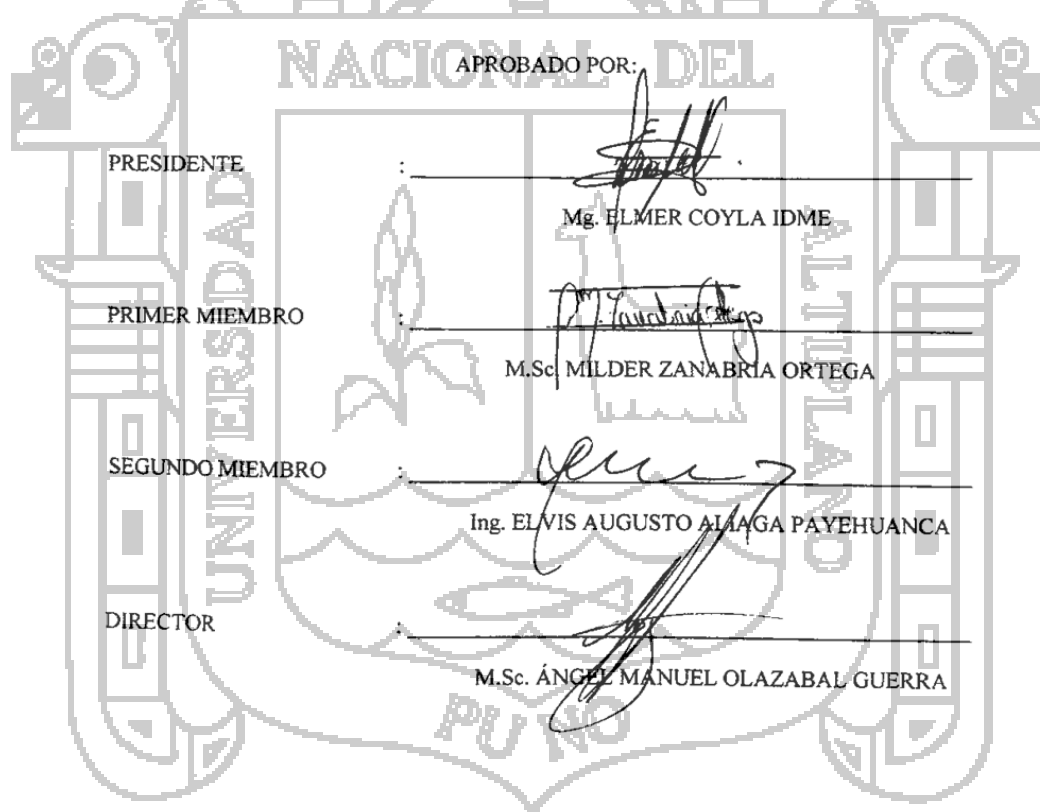 NACIONAL DEL
APROBADO POR:
PRESIDENTE :
Mg. ELMER COYLA IDME
PRIMER MIEMBRO :
M.Sc. MILDER ZANABRIA ORTEGA
SEGUNDO MIEMBRO :
Ing. ELVIS AUGUSTO ALIAGA PAYEHUANCA
DIRECTOR :
M.Sc. ÁNGEL MANUEL OLAZABAL GUERRA
UNIVERSIDAD
ALTIPLANO
PUNO